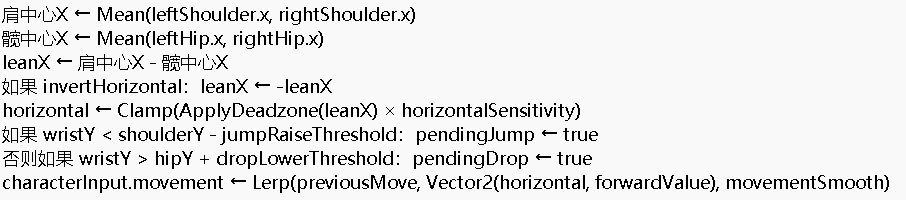 肩中心X ← Mean(leftShoulder.x, rightShoulder.x)
髋中心X ← Mean(leftHip.x, rightHip.x)
leanX ← 肩中心X - 髋中心X
如果 invertHorizontal：leanX ← -leanX
horizontal ← Clamp(ApplyDeadzone(leanX) × horizontalSensitivity)
如果 wristY < shoulderY - jumpRaiseThreshold：pendingJump ← true
否则如果 wristY > hipY + dropLowerThreshold：pendingDrop ← true
characterInput.movement ← Lerp(previousMove, Vector2(horizontal, forwardValue), movementSmooth)